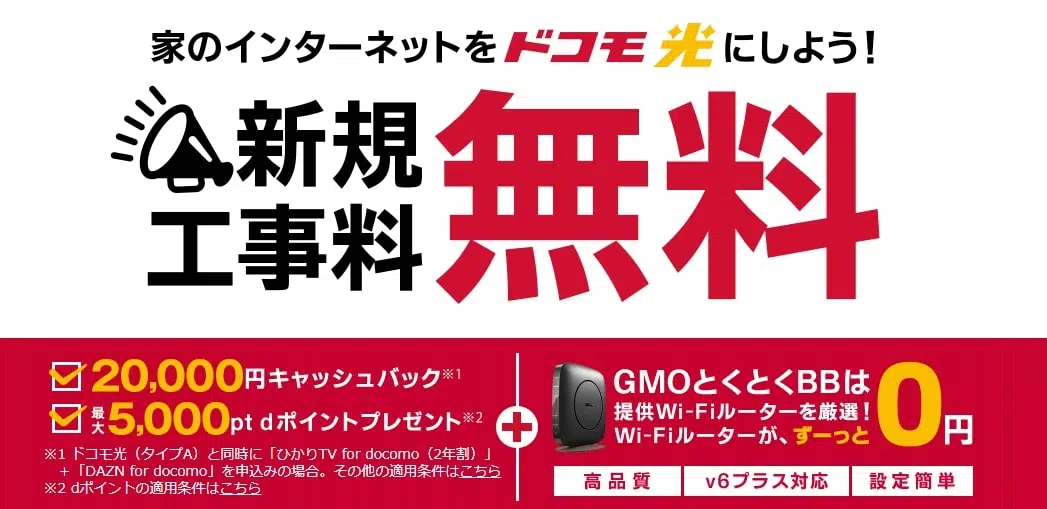 家のインターネットをドコモ光にしよう!
新規
工事料
無料
20,000円キャッシュバック※1
最大5,000pt dポイントプレゼント※2
※1 ドコモ光(タイプA)と同時に「ひかりTV for docomo(2年割)」
+「DAZN for docomo」を申込みの場合。その他の適用条件はこちら
※2 dポイントの適用条件はこちら
+
GMOとくとくBBは
提供Wi-Fiルーターを厳選!
Wi-Fiルーターが、ずーっと
0円
高品質
v6プラス対応
設定簡単